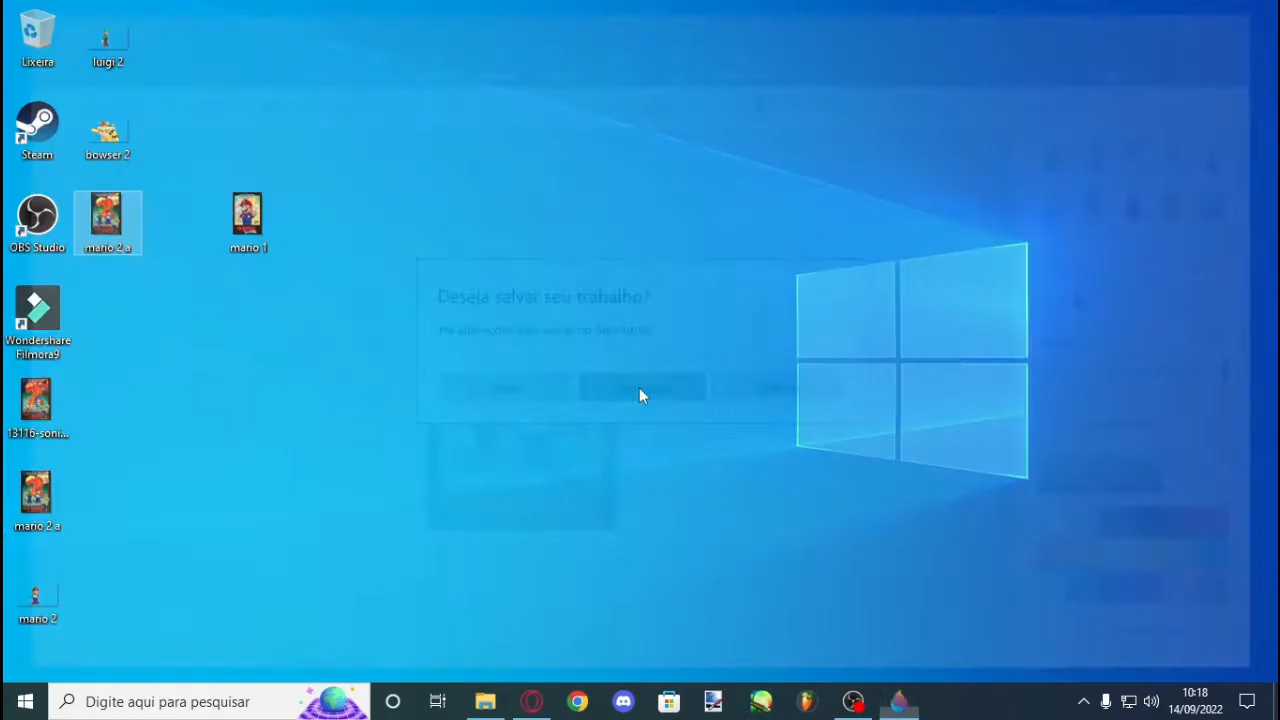 Lixeira
luigi 2
Steam
bowser 2
OBS Studio
mario 2 a
mario 1
Wondershare
Filmora9
13116-soni...
mario 2 a
mario 2
Deseja salvar seu trabalho?
Digite aqui para pesquisar
10:18
14/09/2022